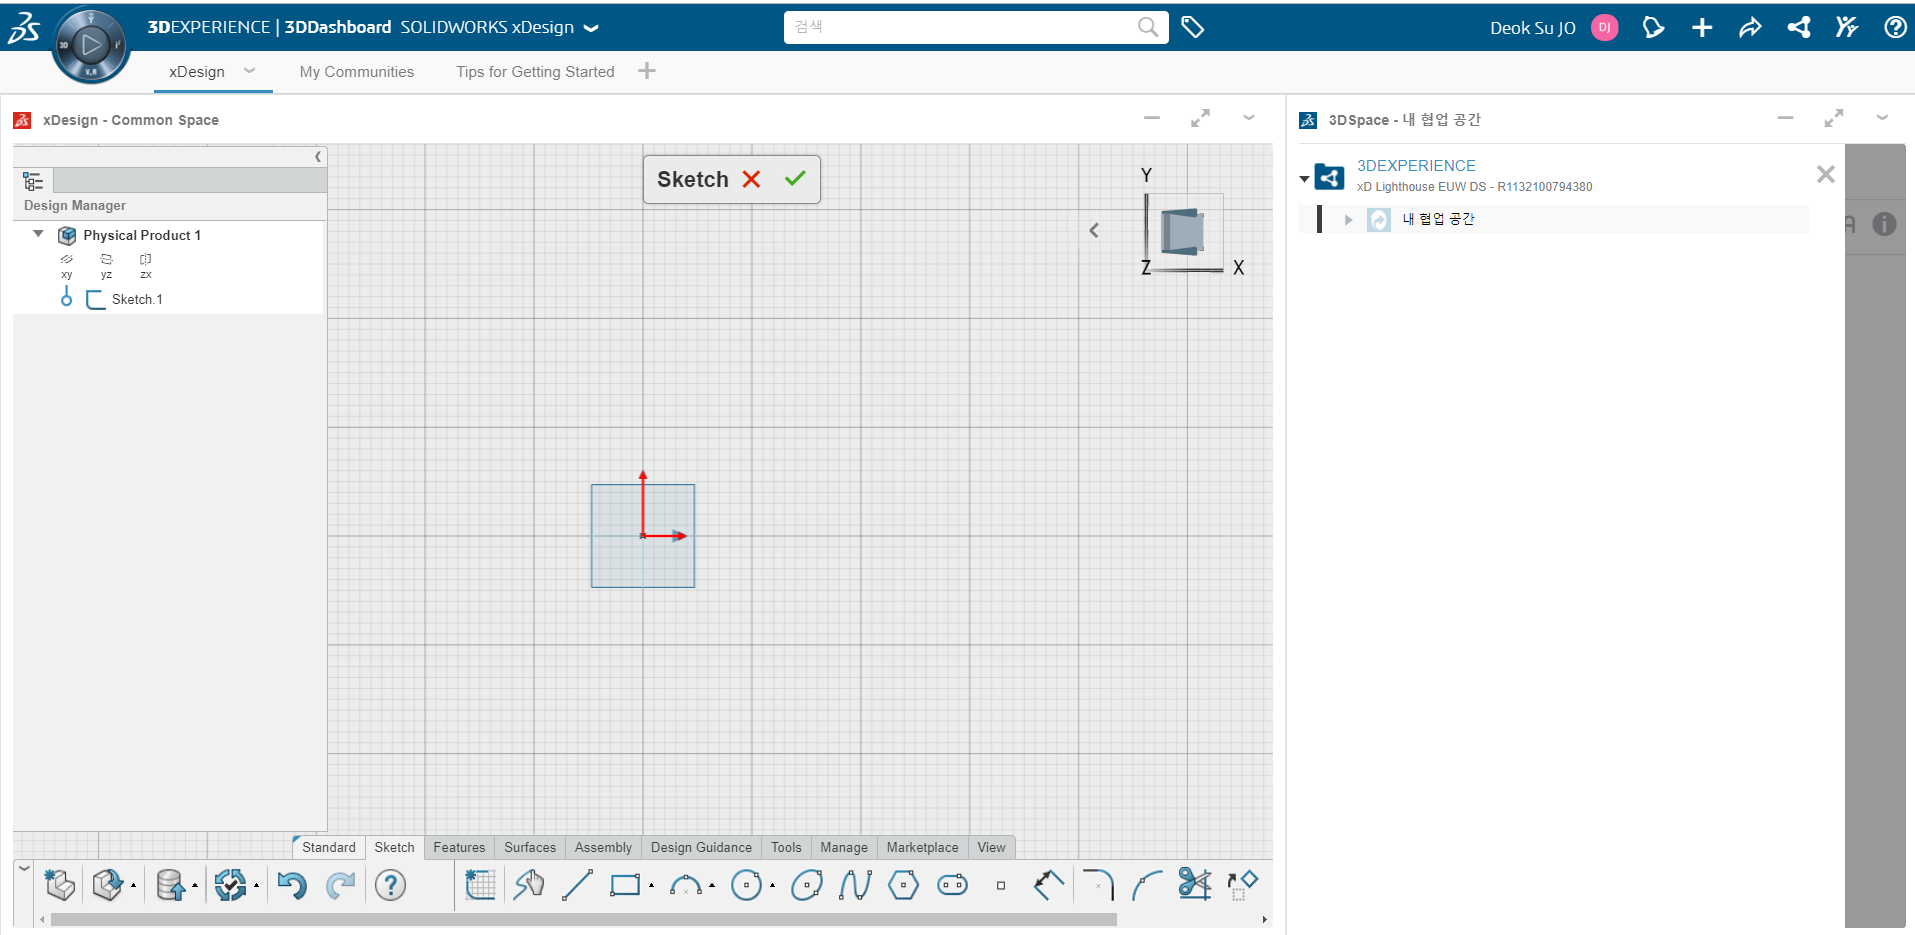 3DEXPERIENCE | 3DDashboard SOLIDWORKS xDesign
검색
Deok Su JO
DJ
3D
V,R
xDesign
My Communities
Tips for Getting Started
xDesign - Common Space
3DSpace - 내 협업 공간
Design Manager
Physical Product 1
xy yz zx
Sketch.1
Sketch
Y
Z
X
3DEXPERIENCE
xD Lighthouse EUW DS - R1132100794380
내 협업 공간
Standard Sketch Features Surfaces Assembly Design Guidance Tools Manage Marketplace View